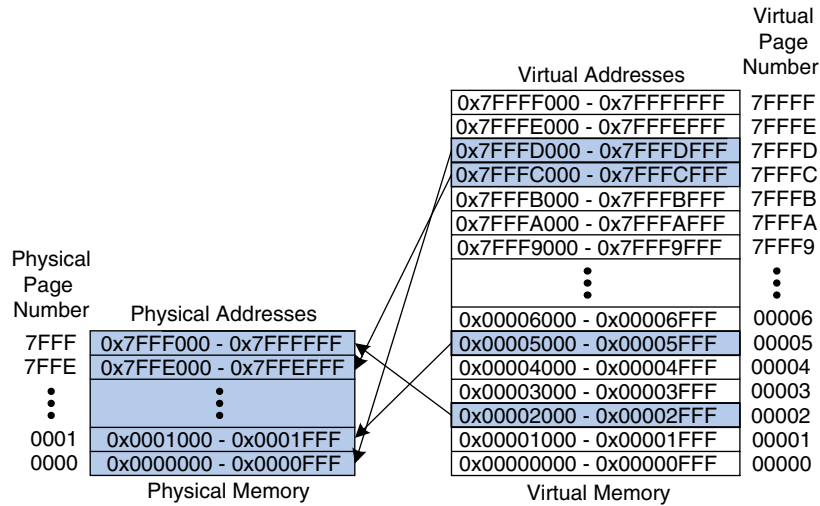 Virtual
Page
Number
Virtual Addresses
0x7FFFF000 - 0x7FFFFFFF 7FFFF
0x7FFFE000 - 0x7FFFEFFF 7FFFE
0x7FFFD000 - 0x7FFFDFFF 7FFFD
0x7FFFC000 - 0x7FFFCFFF 7FFFC
0x7FFFB000 - 0x7FFFBFFF 7FFFB
0x7FFFA000 - 0x7FFFAFFF 7FFFA
0x7FFF9000 - 0x7FFF9FFF 7FFF9
0x00006000 - 0x00006FFF 00006
0x00005000 - 0x00005FFF 00005
0x00004000 - 0x00004FFF 00004
0x00003000 - 0x00003FFF 00003
0x00002000 - 0x00002FFF 00002
0x00001000 - 0x00001FFF 00001
0x00000000 - 0x00000FFF 00000
Virtual Memory
Physical
Page
Number
Physical Addresses
7FFF 0x7FFF000 - 0x7FFFFFF
7FFE 0x7FFE000 - 0x7FFEFFF
0001 0x0001000 - 0x0001FFF
0000 0x0000000 - 0x0000FFF
Physical Memory